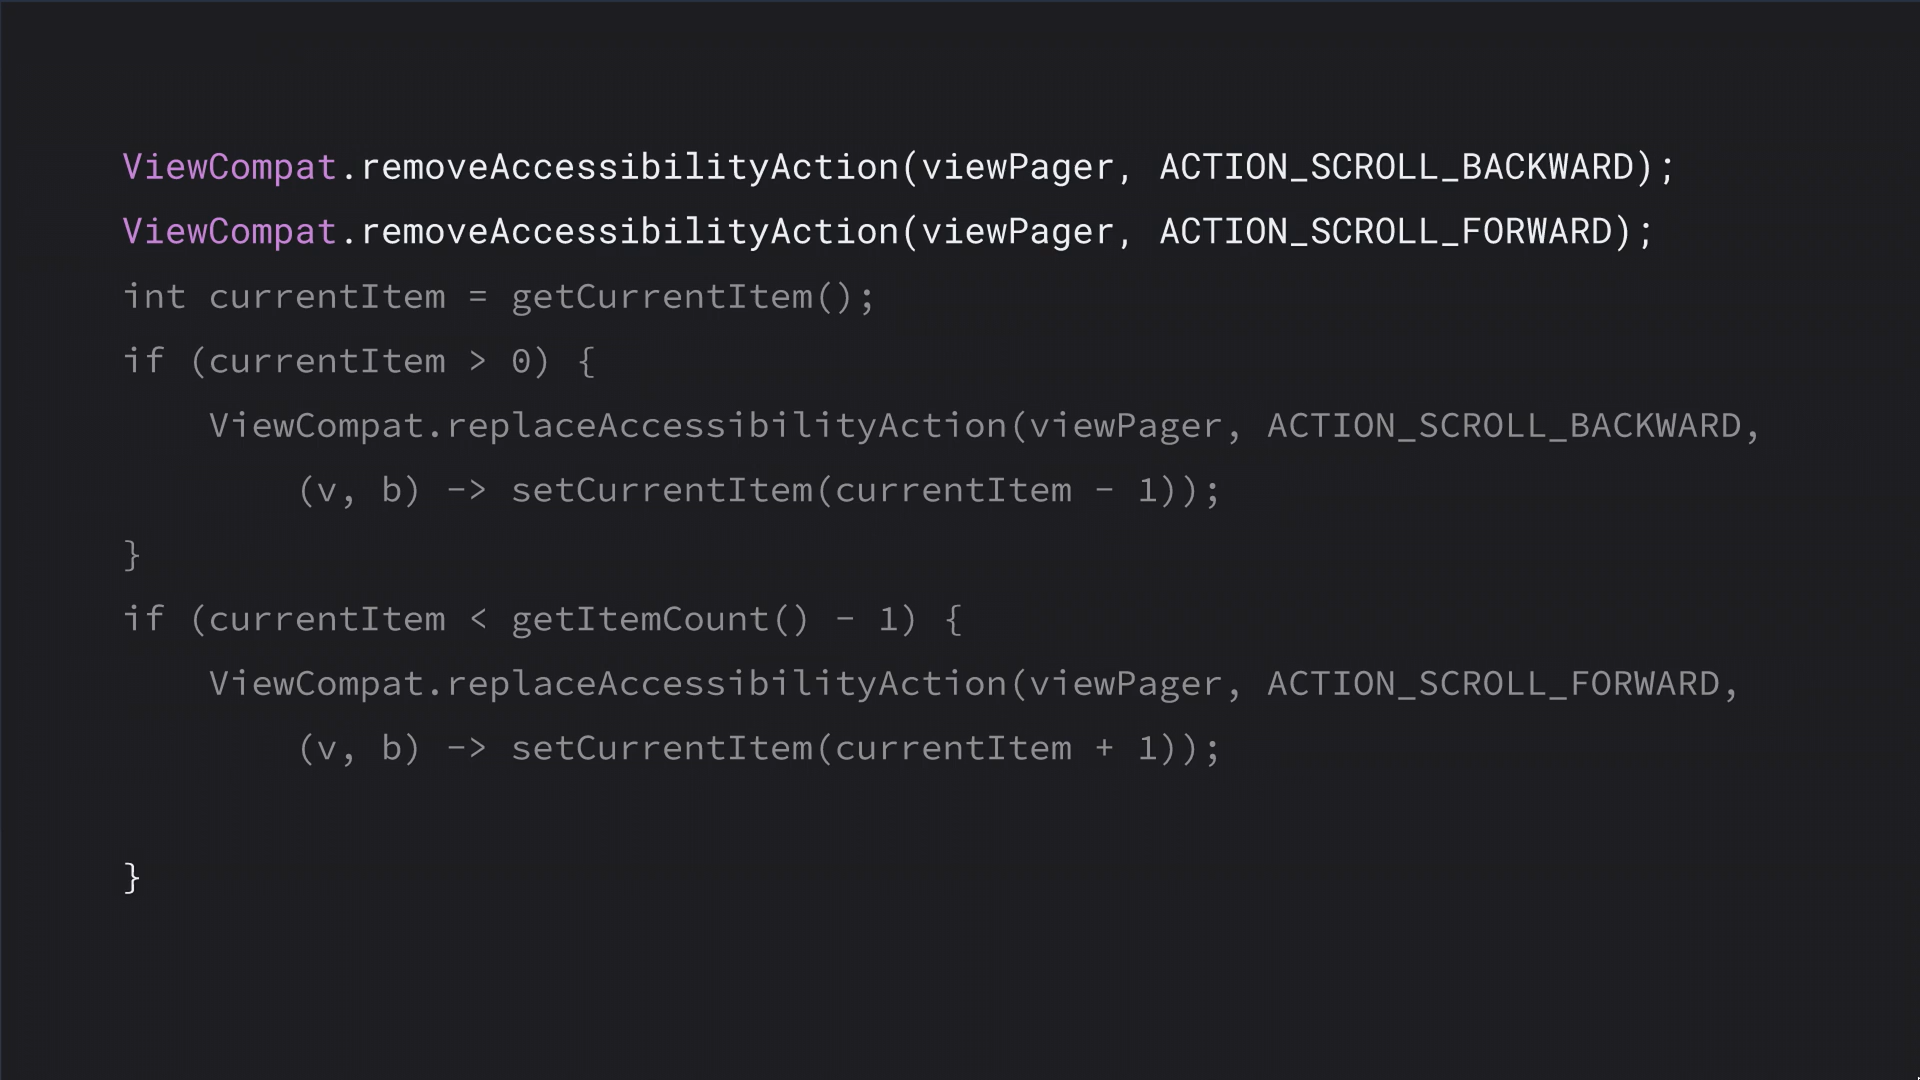 ViewCompat.removeAccessibilityAction(viewPager, ACTION_SCROLL_BACKWARD);
ViewCompat.removeAccessibilityAction(viewPager, ACTION_SCROLL_FORWARD);
int currentItem = getCurrentItem();
if (currentItem > 0) {
    ViewCompat.replaceAccessibilityAction(viewPager, ACTION_SCROLL_BACKWARD,
        (v, b) -> setCurrentItem(currentItem - 1));
}
if (currentItem < getItemCount() - 1) {
    ViewCompat.replaceAccessibilityAction(viewPager, ACTION_SCROLL_FORWARD,
        (v, b) -> setCurrentItem(currentItem + 1));
}